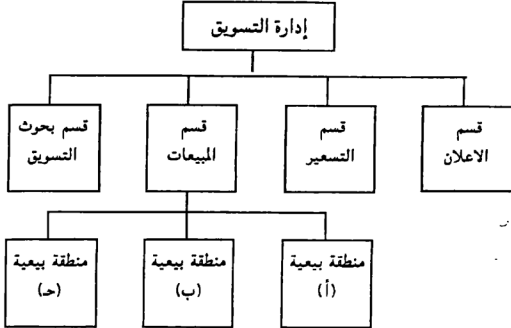 إدارة التسويق
قسم
الاعلان
قسم
التسعير
قسم
المبيعات
قسم بحوث
التسويق
منطقة بيعية
(أ)
منطقة بيعية
(ب)
منطقة بيعية
(حـ)